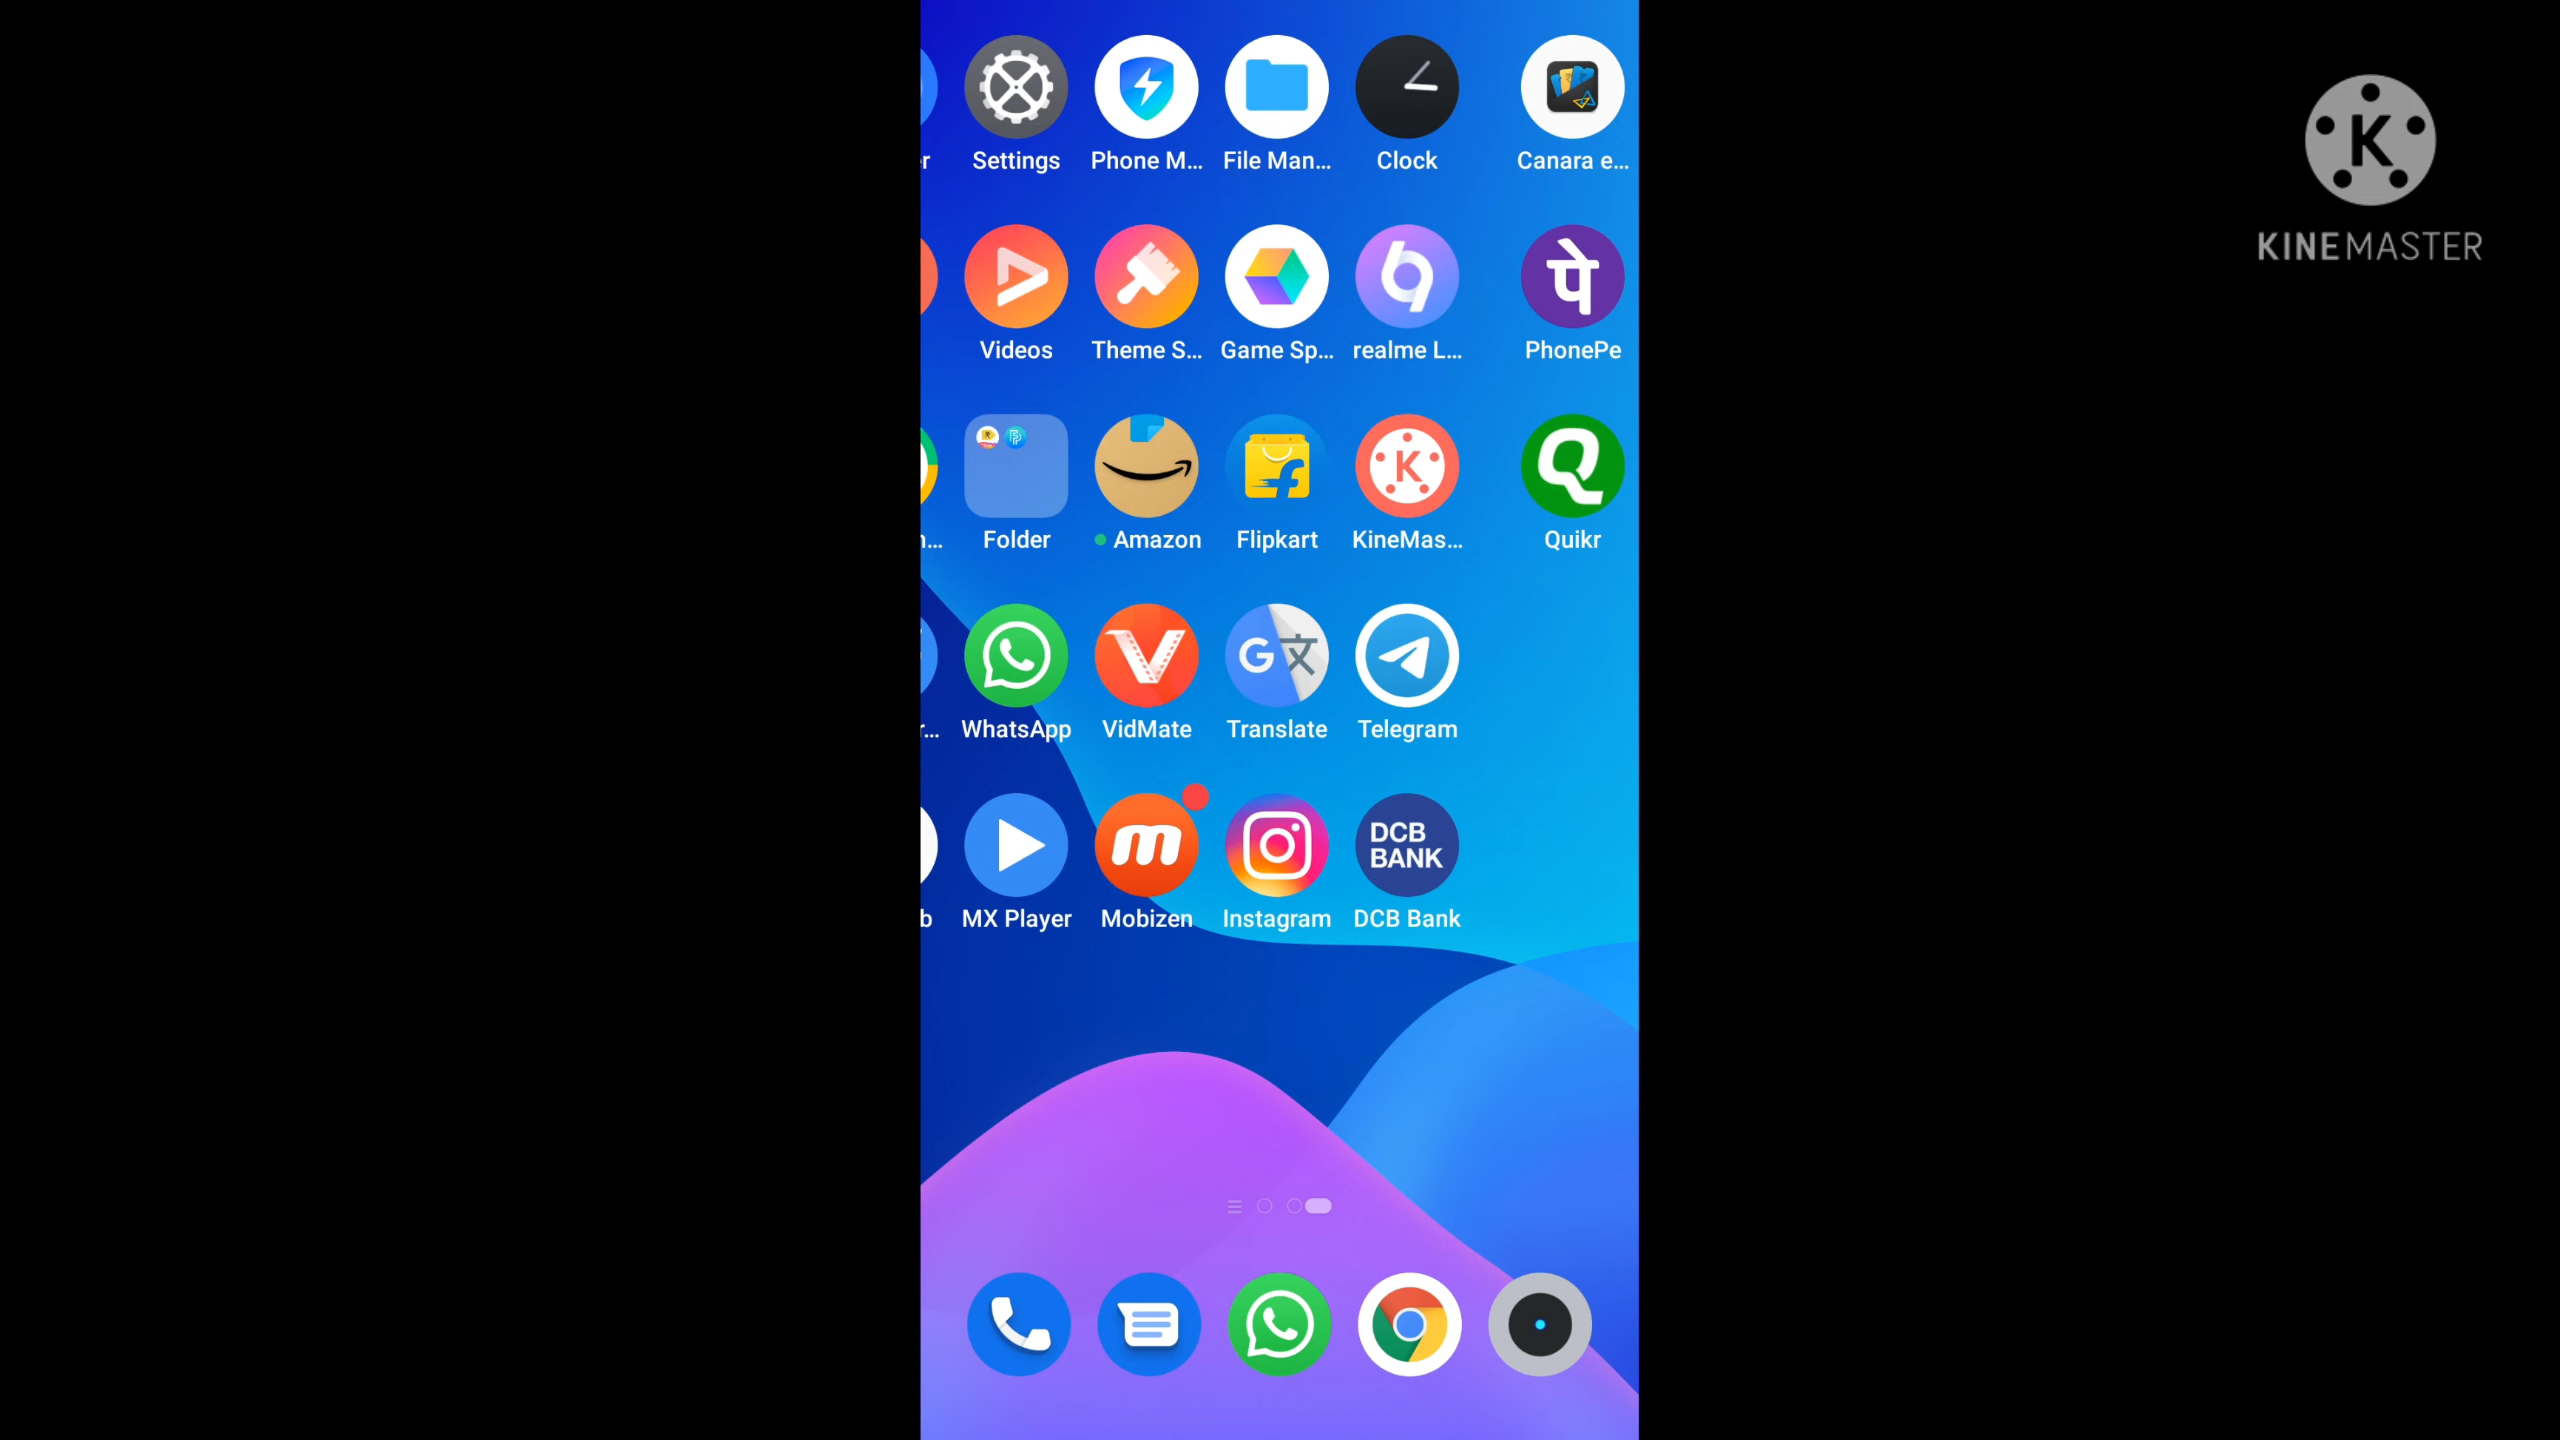 K
KINEMASTER
r Settings Phone M... File Man... Clock Canara e...
पे
Videos Theme S... Game Sp... realme L... PhonePe
f K Q
n... Folder Amazon Flipkart KineMas... Quikr
G 文
r... WhatsApp VidMate Translate Telegram
m DCB
BANK
b MX Player Mobizen Instagram DCB Bank